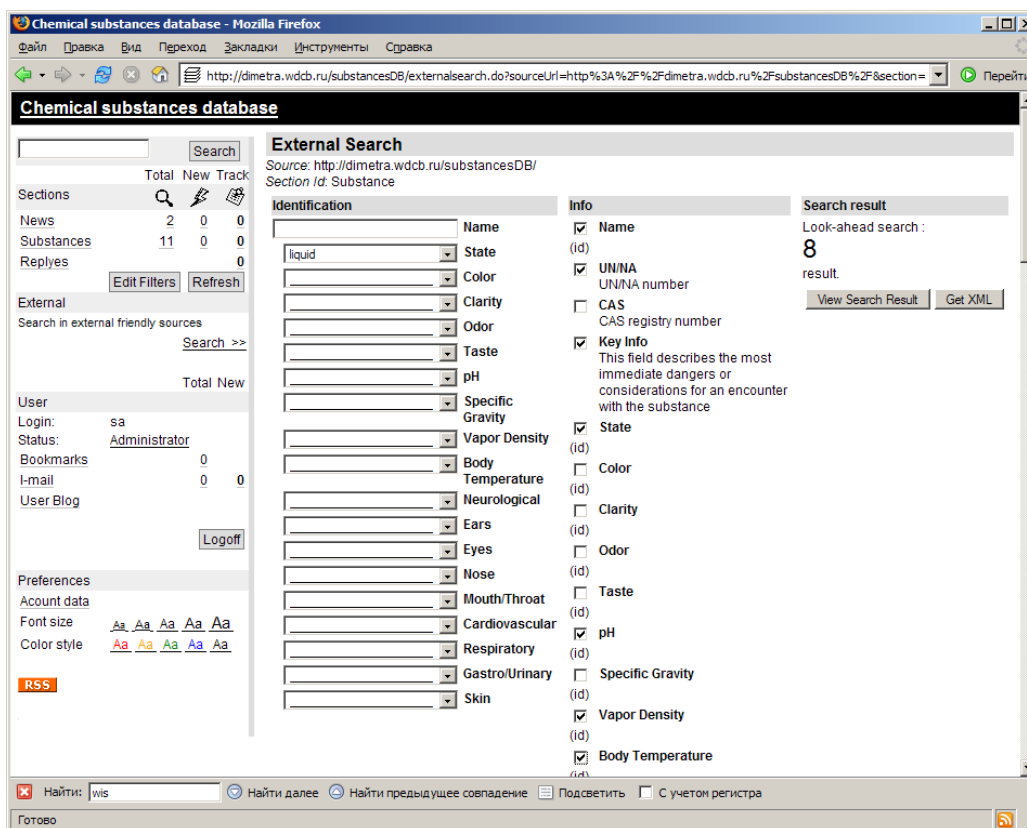 Chemical substances database - Mozilla Firefox
Файл Правка Вид Переход Закладки Инструменты Справка
http://dimetra.wdcb.ru/substancesDB/externalsearch.do?sourceUrl=http%3A%2F%2Fdimetra.wdcb.ru%2FsubstancesDB%2F&section= Перейти
Chemical substances database
Search
Total New Track
Sections
News 2 0 0
Substances 11 0 0
Replyes 0
Edit Filters Refresh
External
Search in external friendly sources
Search >>
Total New
User
Login: sa
Status: Administrator
Bookmarks 0
I-mail 0 0
User Blog
Logoff
Preferences
Acount data
Font size Aa Aa Aa Aa Aa
Color style Aa Aa Aa Aa Aa
RSS
External Search
Source: http://dimetra.wdcb.ru/substancesDB/
Section Id: Substance
Identification
Name
liquid State
Color
Clarity
Odor
Taste
pH
Specific
Gravity
Vapor Density
Body
Temperature
Neurological
Ears
Eyes
Nose
Mouth/Throat
Cardiovascular
Respiratory
Gastro/Urinary
Skin
Info
Name
(id)
UN/NA
UN/NA number
CAS
CAS registry number
Key Info
This field describes the most
immediate dangers or
considerations for an encounter
with the substance
State
(id)
Color
(id)
Clarity
(id)
Odor
(id)
Taste
(id)
pH
(id)
Specific Gravity
(id)
Vapor Density
(id)
Body Temperature
(id)
Search result
Look-ahead search :
8
result.
View Search Result Get XML
Найти: wis Найти далее Найти предыдущее совпадение Подсветить С учетом регистра
Готово